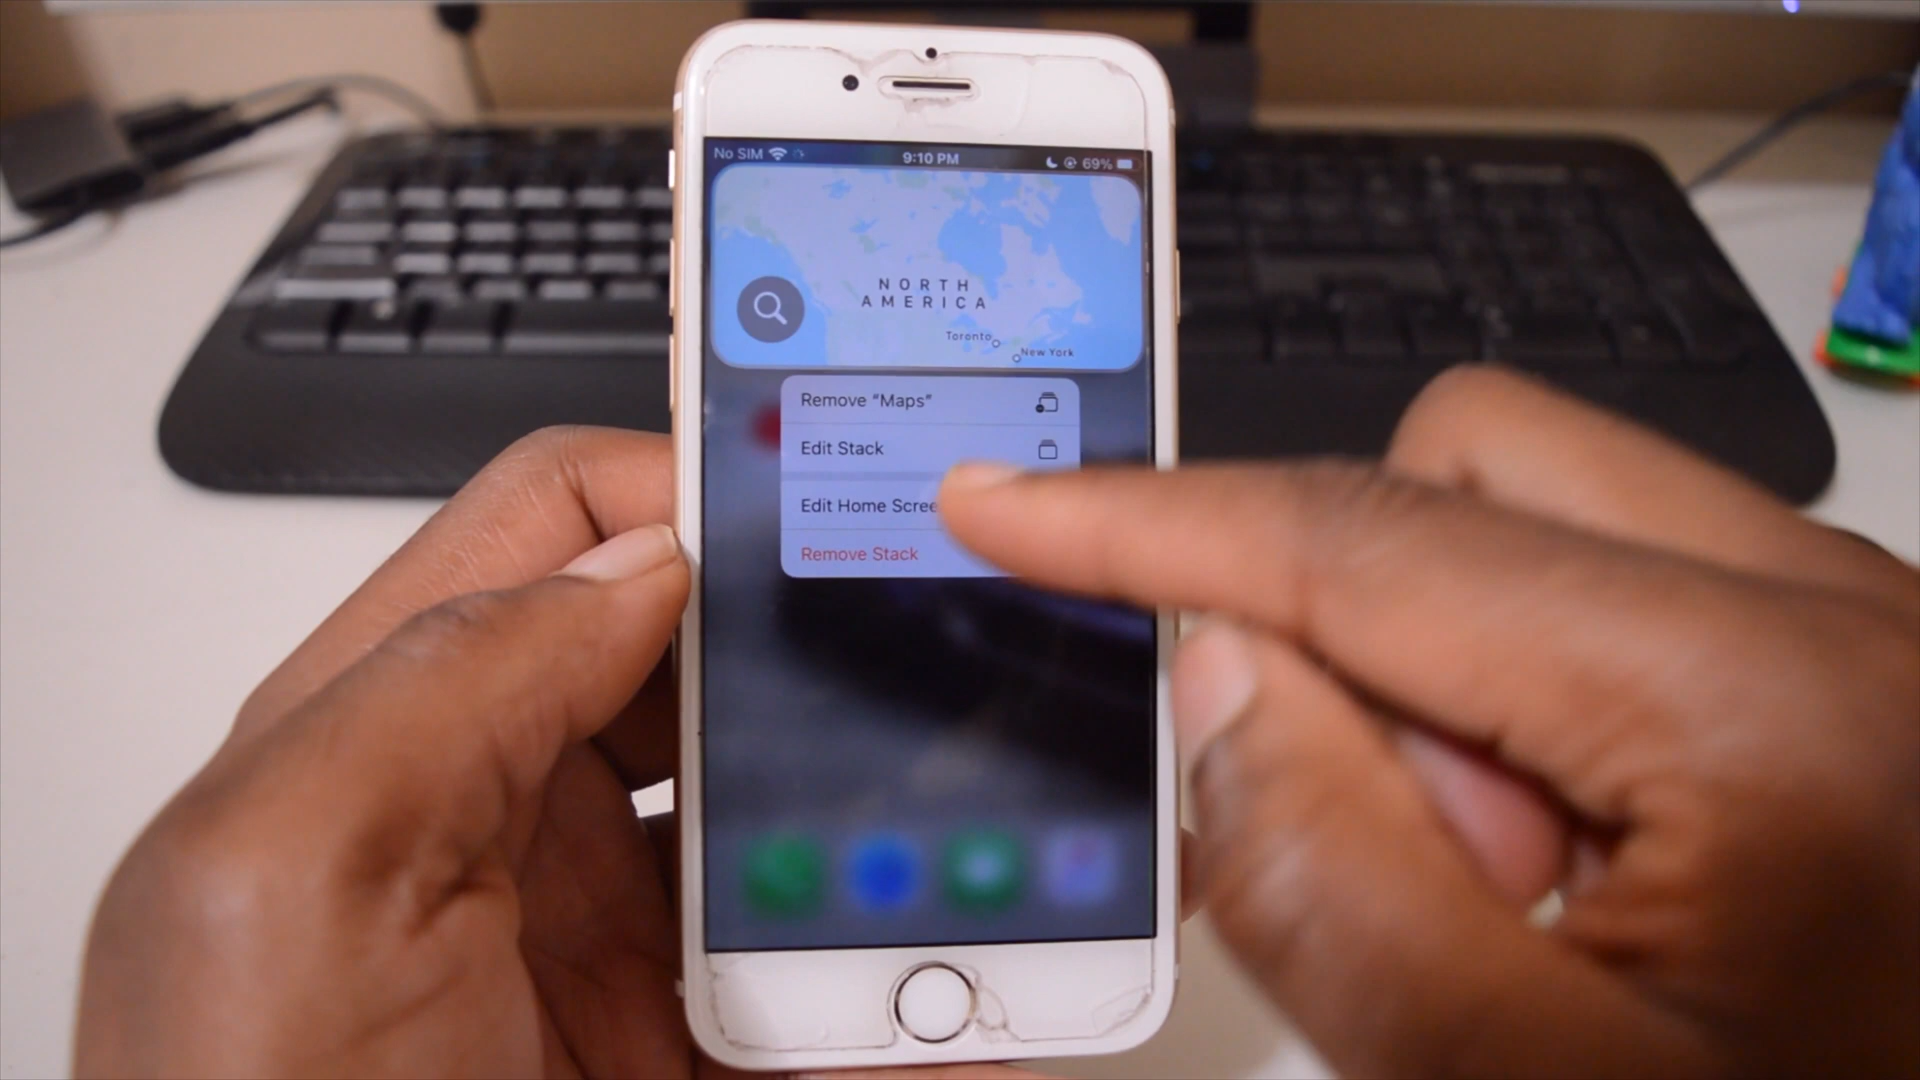 No SIM 9:10 PM 69%
NORTH
AMERICA
Toronto
New York
Remove “Maps”
Edit Stack
Edit Home Scree
Remove Stack